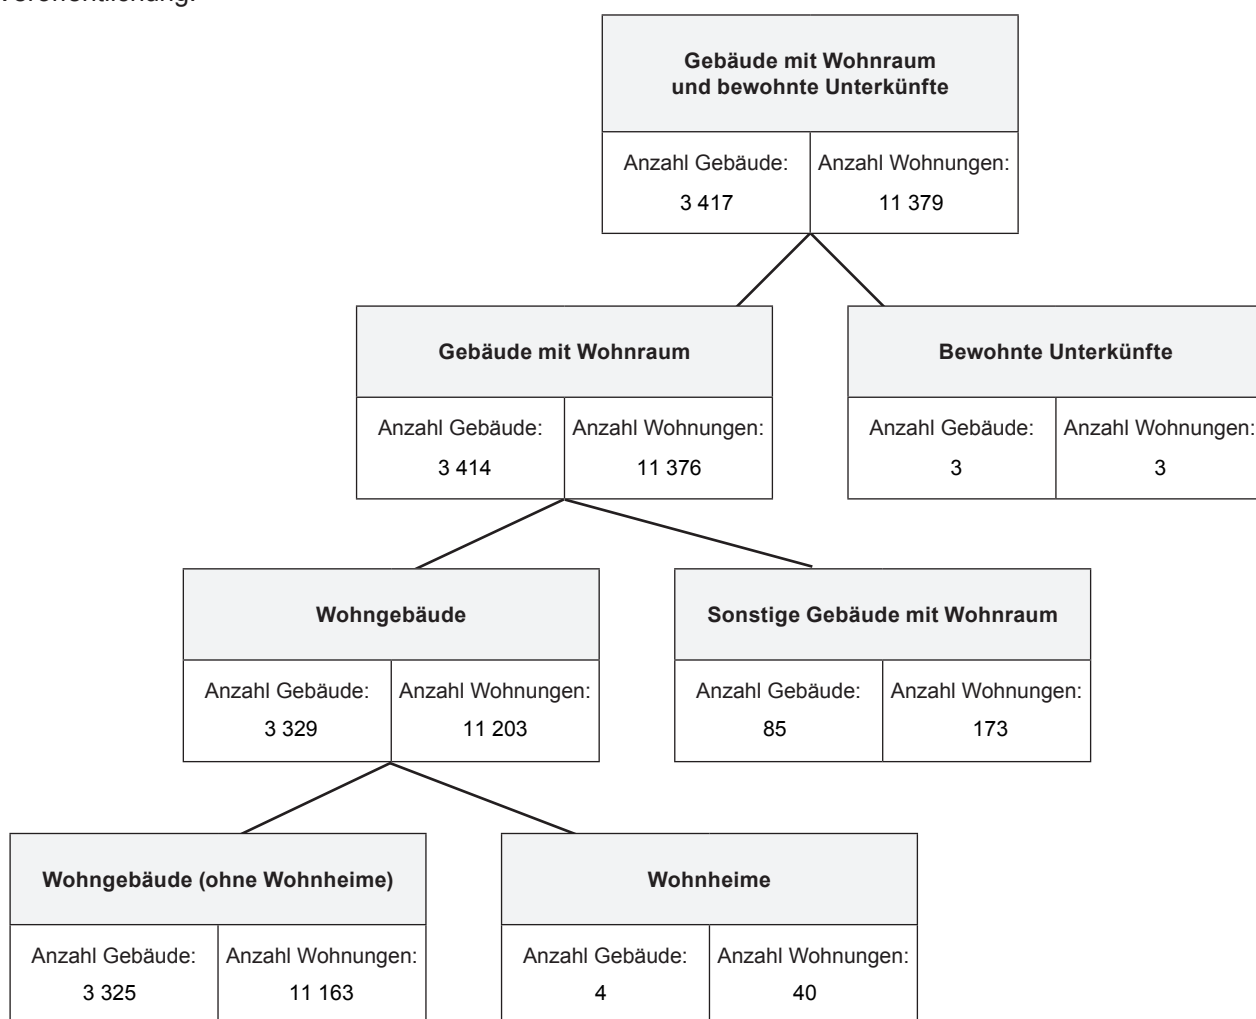 Veröffentlichung.
Gebäude mit Wohnraum
und bewohnte Unterkünfte
Anzahl Gebäude: Anzahl Wohnungen:
3 417 11 379
Gebäude mit Wohnraum Bewohnte Unterkünfte
Anzahl Gebäude: Anzahl Wohnungen: Anzahl Gebäude: Anzahl Wohnungen:
3 414 11 376 3 3
Wohngebäude Sonstige Gebäude mit Wohnraum
Anzahl Gebäude: Anzahl Wohnungen: Anzahl Gebäude: Anzahl Wohnungen:
3 329 11 203 85 173
Wohngebäude (ohne Wohnheime) Wohnheime
Anzahl Gebäude: Anzahl Wohnungen: Anzahl Gebäude: Anzahl Wohnungen:
3 325 11 163 4 40